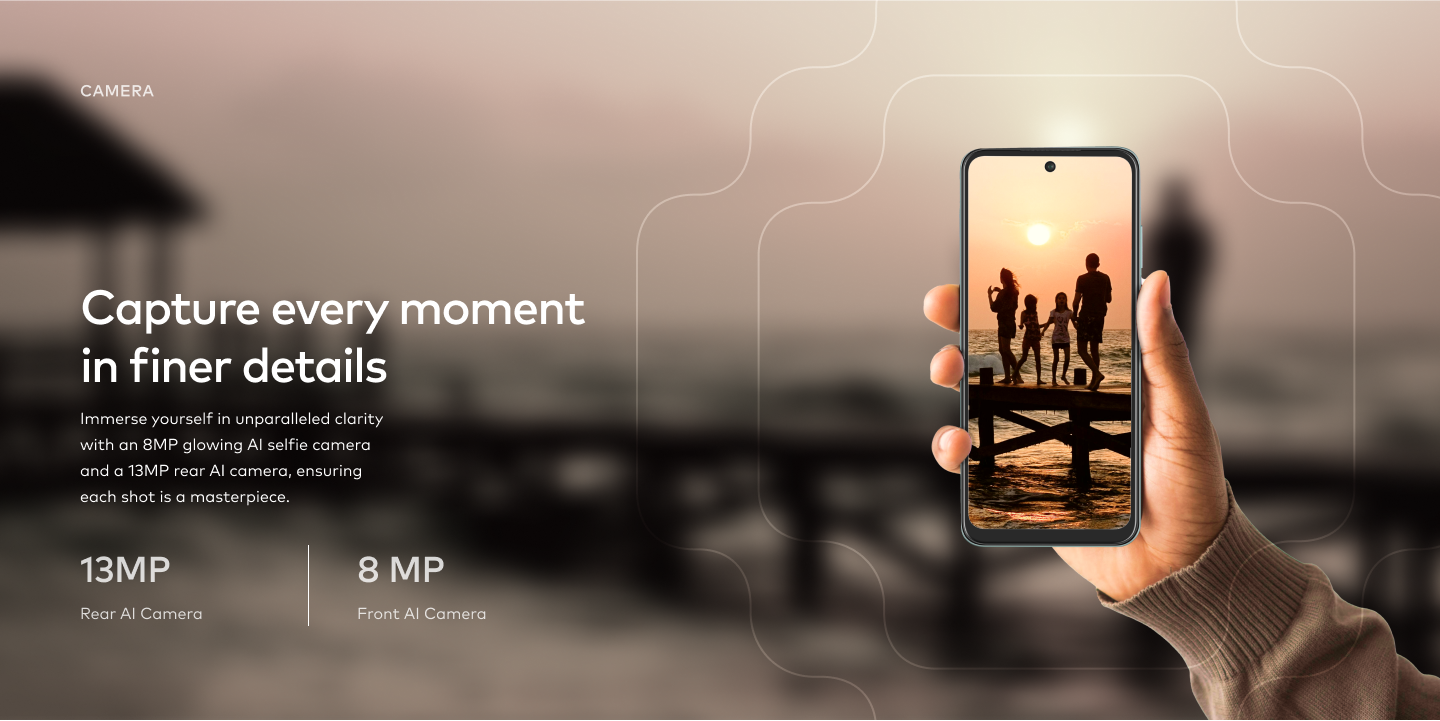 CAMERA
Capture every moment
in finer details
Immerse yourself in unparalleled clarity
with an 8MP glowing AI selfie camera
and a 13MP rear AI camera, ensuring
each shot is a masterpiece.
13MP
Rear AI Camera
8 MP
Front AI Camera